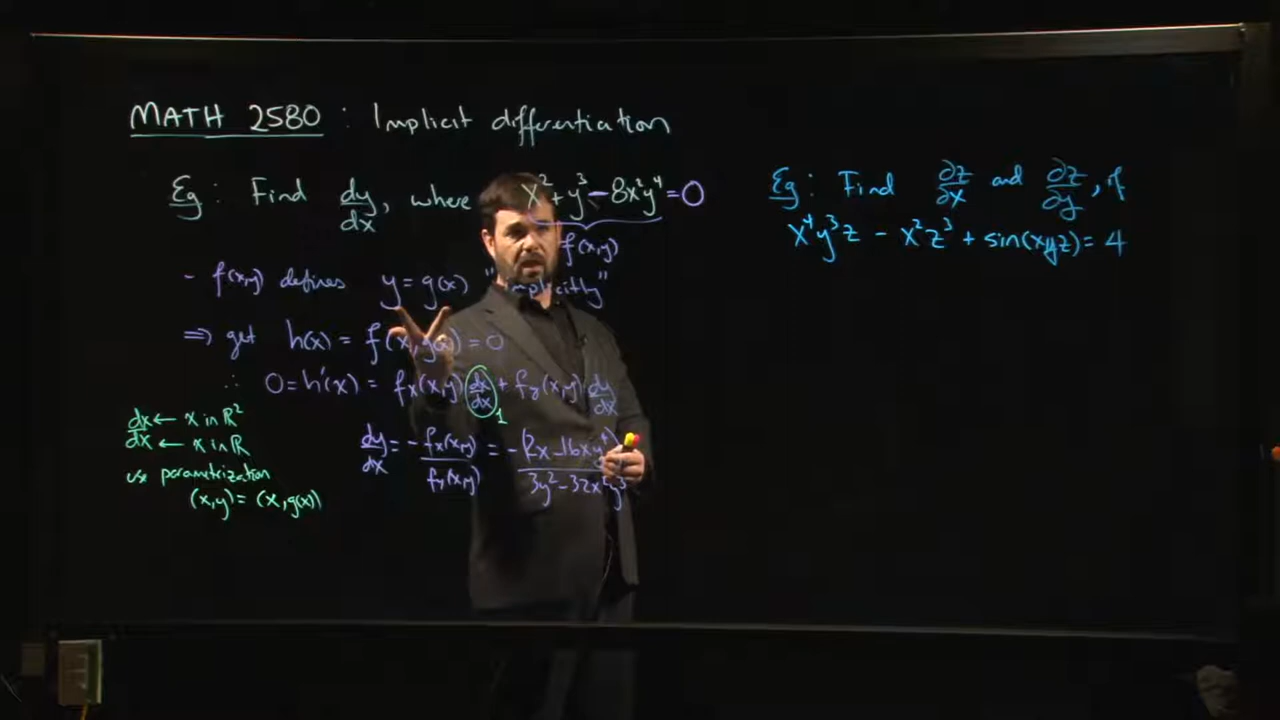 MATH 2580 : Implicit differentiation
Eg: Find dy/dx, where x² + y³ - 8x²y⁴ = 0
f(x,y)
- f(x,y) defines y = g(x) "implicitly"
⇒ get h(x) = f(x, g(x)) = 0
∴ 0 = h'(x) = fx(x,y) dx/dx + fy(x,y) dy/dx
1
dx ← x in R²
dx ← x in R
use parametrization
(x,y) = (x, g(x))
dy/dx = - fx(x,y)/fy(x,y) = -(2x - 16xy⁴)/3y² - 32x²y³
Eg: Find ∂z/∂x and ∂z/∂y, if
x⁴y³z - x²z³ + sin(xyz) = 4